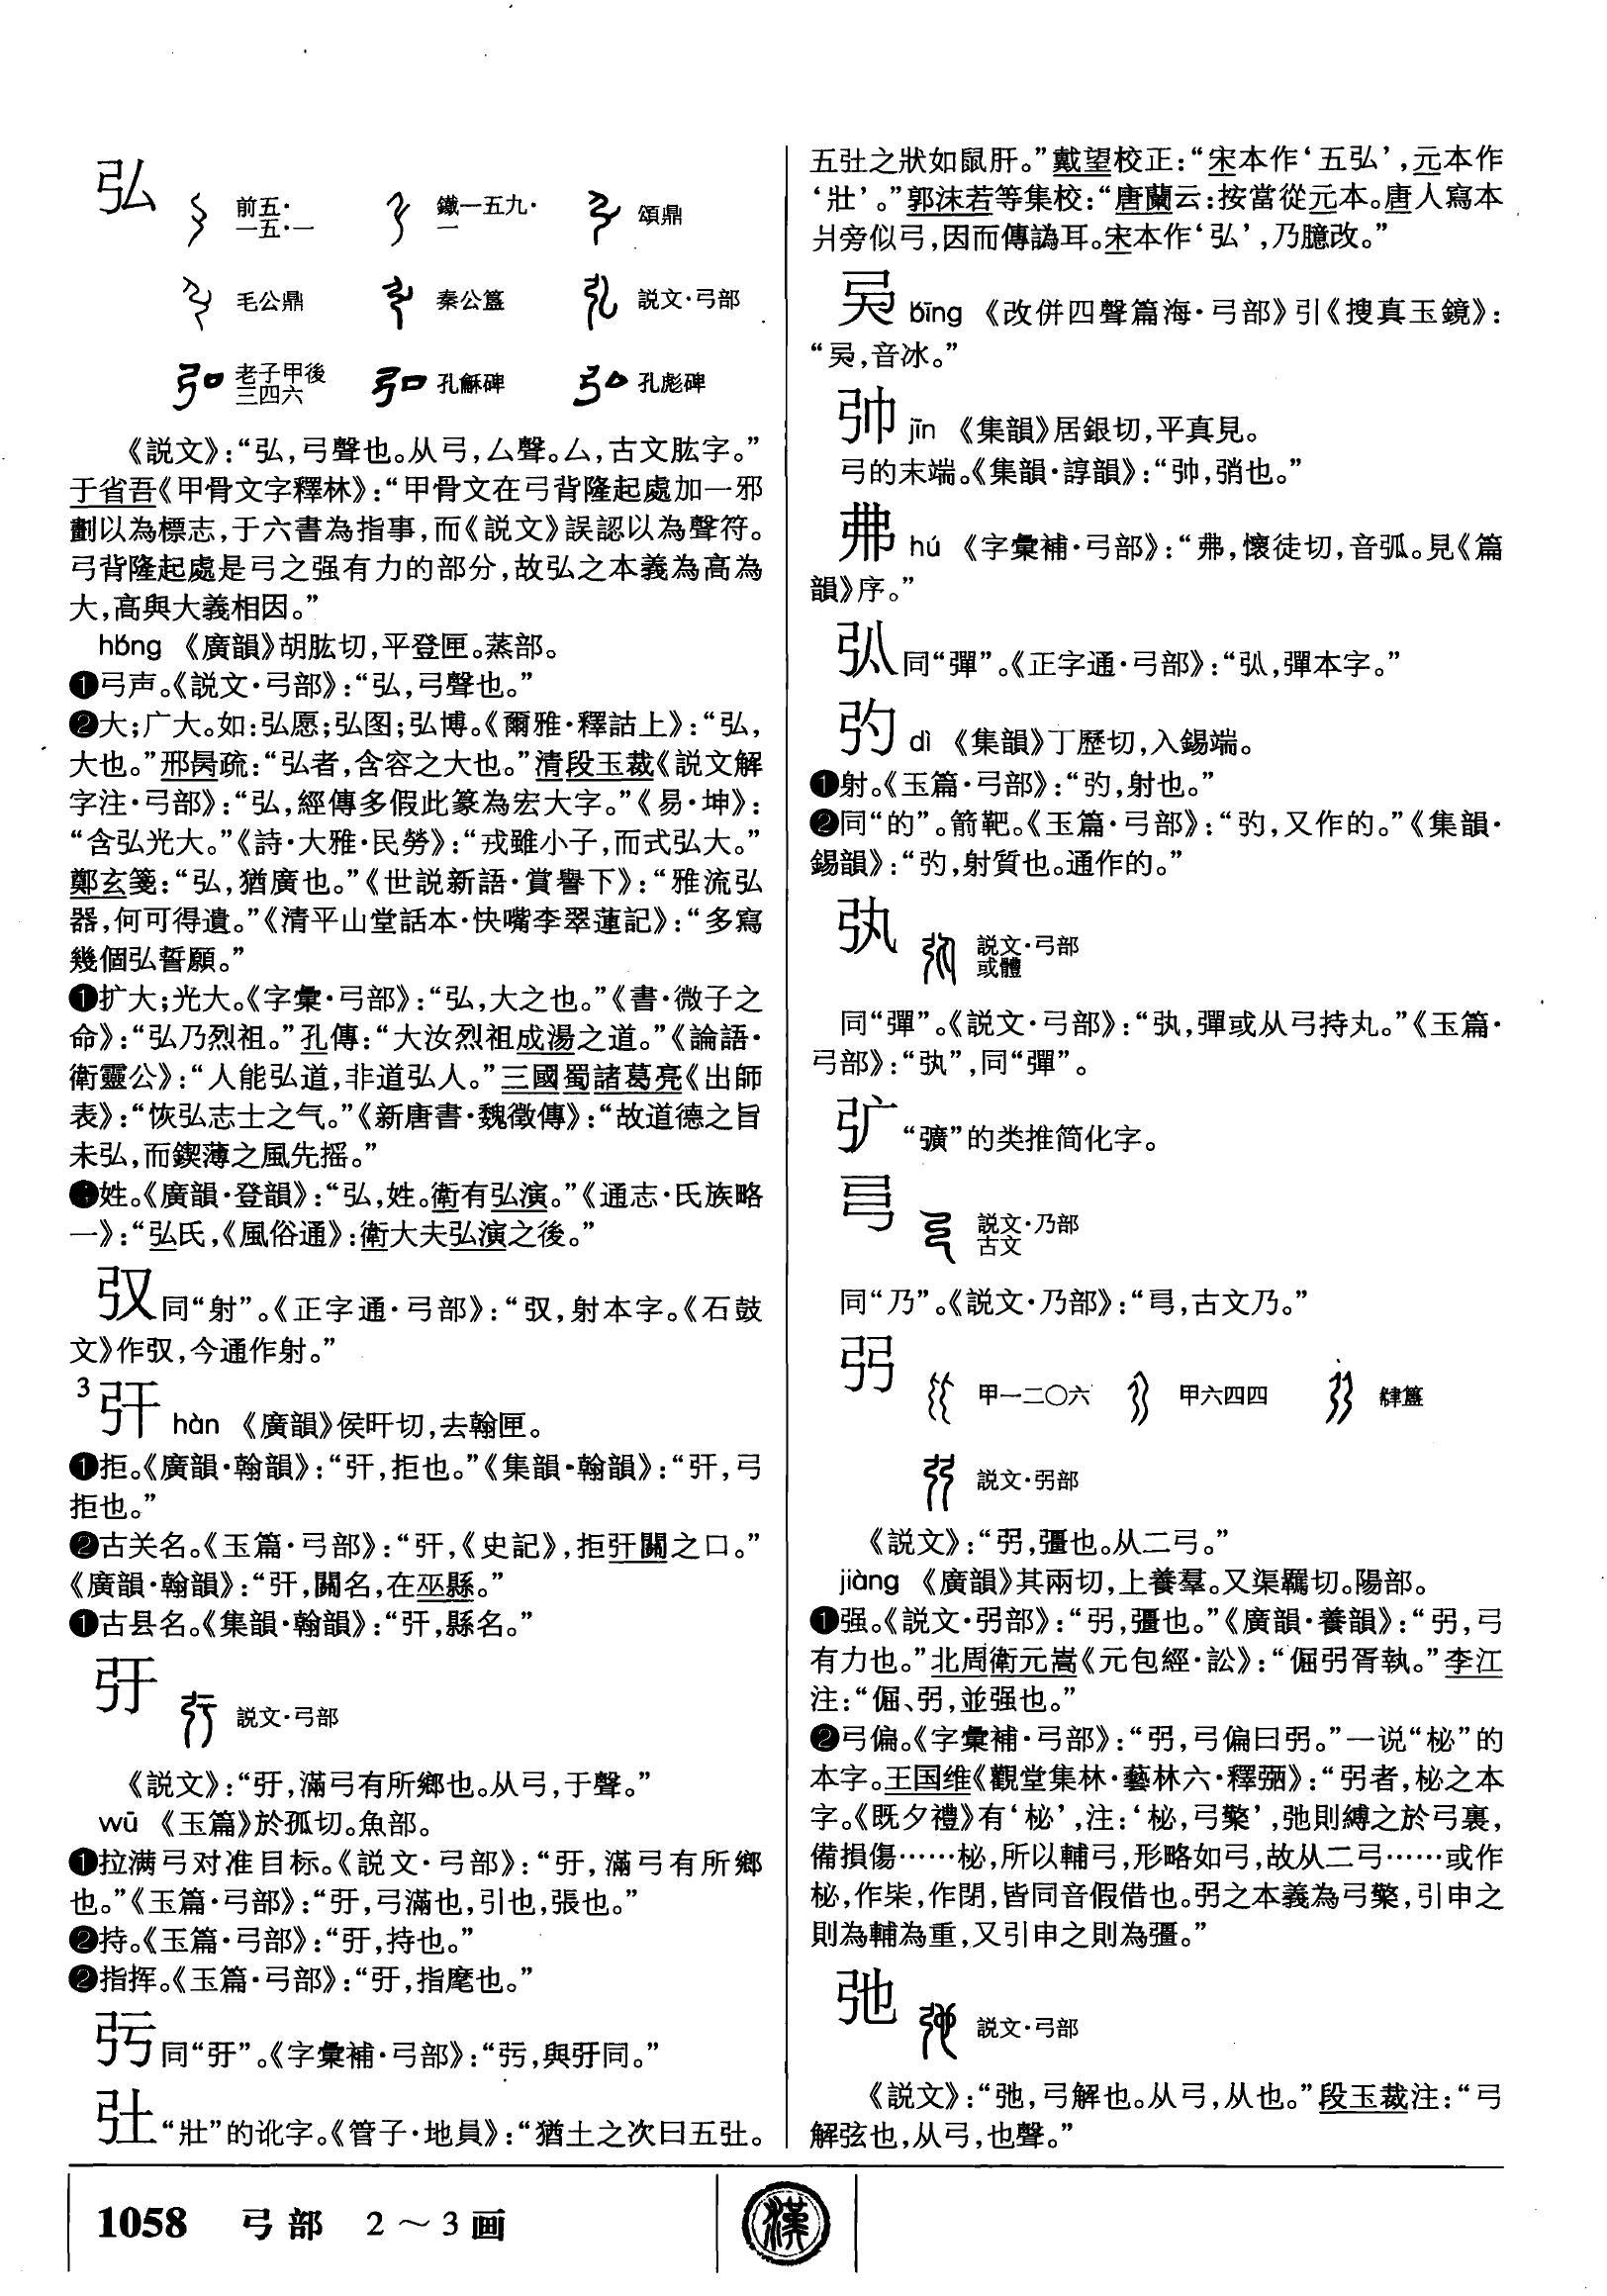 弘
前五·一五·一
鐵一五九·一
頌鼎
毛公鼎
秦公簋
説文·弓部
老子甲後三四六
孔龢碑
孔彪碑
《説文》：“弘，弓聲也。从弓，厶聲。厶，古文肱字。”
于省吾《甲骨文字釋林》：“甲骨文在弓背隆起處加一邪
劃以為標志，于六書為指事，而《説文》誤認以為聲符。
弓背隆起處是弓之强有力的部分，故弘之本義為高為
大，高與大義相因。”
hóng 《廣韻》胡肱切，平登匣。蒸部。
❶弓声。《説文·弓部》：“弘，弓聲也。”
❷大；广大。如：弘愿；弘图；弘博。《爾雅·釋詁上》：“弘，
大也。”邢昺疏：“弘者，含容之大也。”清段玉裁《説文解
字注·弓部》：“弘，經傳多假此篆為宏大字。”《易·坤》：
“含弘光大。”《詩·大雅·民勞》：“戎雖小子，而式弘大。”
鄭玄箋：“弘，猶廣也。”《世説新語·賞譽下》：“雅流弘
器，何可得遺。”《清平山堂話本·快嘴李翠蓮記》：“多寫
幾個弘誓願。”
❶扩大；光大。《字彙·弓部》：“弘，大之也。”《書·微子之
命》：“弘乃烈祖。”孔傳：“大汝烈祖成湯之道。”《論語·
衛靈公》：“人能弘道，非道弘人。”三國蜀諸葛亮《出師
表》：“恢弘志士之气。”《新唐書·魏徵傳》：“故道德之旨
未弘，而鍥薄之風先摇。”
姓。《廣韻·登韻》：“弘，姓。衛有弘演。”《通志·氏族略
一》：“弘氏，《風俗通》：衛大夫弘演之後。”
㢩同“射”。《正字通·弓部》：“㢩，射本字。《石鼓
文》作㢩，今通作射。”
3 㢨 hàn 《廣韻》侯旰切，去翰匣。
❶拒。《廣韻·翰韻》：“㢨，拒也。”《集韻·翰韻》：“㢨，弓
拒也。”
❷古关名。《玉篇·弓部》：“㢨，《史記》，拒㢨關之口。”
《廣韻·翰韻》：“㢨，關名，在巫縣。”
❶古县名。《集韻·翰韻》：“㢨，縣名。”
弙
説文·弓部
《説文》：“弙，滿弓有所鄉也。从弓，于聲。”
wū 《玉篇》於孤切。魚部。
❶拉满弓对准目标。《説文·弓部》：“弙，滿弓有所鄉
也。”《玉篇·弓部》：“弙，弓滿也，引也，張也。”
❷持。《玉篇·弓部》：“弙，持也。”
❷指挥。《玉篇·弓部》：“弙，指麾也。”
同“弙”。《字彙補·弓部》：“，與弙同。”
“壯”的讹字。《管子·地員》：“猶土之次曰五。
五之狀如鼠肝。”戴望校正：“宋本作‘五弘’，元本作
‘壯’。”郭沫若等集校：“唐蘭云：按當從元本。唐人寫本
爿旁似弓，因而傳譌耳。宋本作‘弘’，乃臆改。”
bīng 《改併四聲篇海·弓部》引《搜真玉鏡》：
“，音冰。”
jīn 《集韻》居銀切，平真見。
弓的末端。《集韻·諄韻》：“，弰也。”
hú 《字彙補·弓部》：“，懷徒切，音弧。見《篇
韻》序。”
同“彈”。《正字通·弓部》：“，彈本字。”
弡 dì 《集韻》丁歷切，入錫端。
❶射。《玉篇·弓部》：“，射也。”
❷同“的”。箭靶。《玉篇·弓部》：“，又作的。”《集韻·
錫韻》：“，射質也。通作的。”
𢎫
説文·弓部或體
同“彈”。《説文·弓部》：“𢎫，彈或从弓持丸。”《玉篇·
弓部》：“𢎫”，同“彈”。
“彍”的类推简化字。
説文·乃部古文
同“乃”。《説文·乃部》：“，古文乃。”
弜
甲一二〇六
甲六四四
䏿簋
説文·弜部
《説文》：“弜，彊也。从二弓。”
jiàng 《廣韻》其兩切，上養羣。又渠羈切。陽部。
❶强。《説文·弜部》：“弜，彊也。”《廣韻·養韻》：“弜，弓
有力也。”北周衛元嵩《元包經·訟》：“倔弜胥執。”李江
注：“倔、弜，並强也。”
❷弓偏。《字彙補·弓部》：“弜，弓偏曰弜。”一说“柲”的
本字。王国维《觀堂集林·藝林六·釋弼》：“弜者，柲之本
字。《既夕禮》有‘柲’，注：‘柲，弓檠’，弛則縛之於弓裏，
備損傷……柲，所以輔弓，形略如弓，故从二弓……或作
柲，作柴，作閉，皆同音假借也。弜之本義為弓檠，引申之
則為輔為重，又引申之則為彊。”
弛
説文·弓部
《説文》：“弛，弓解也。从弓，从也。”段玉裁注：“弓
解弦也，从弓，也聲。”
1058 弓部 2～3画
漢